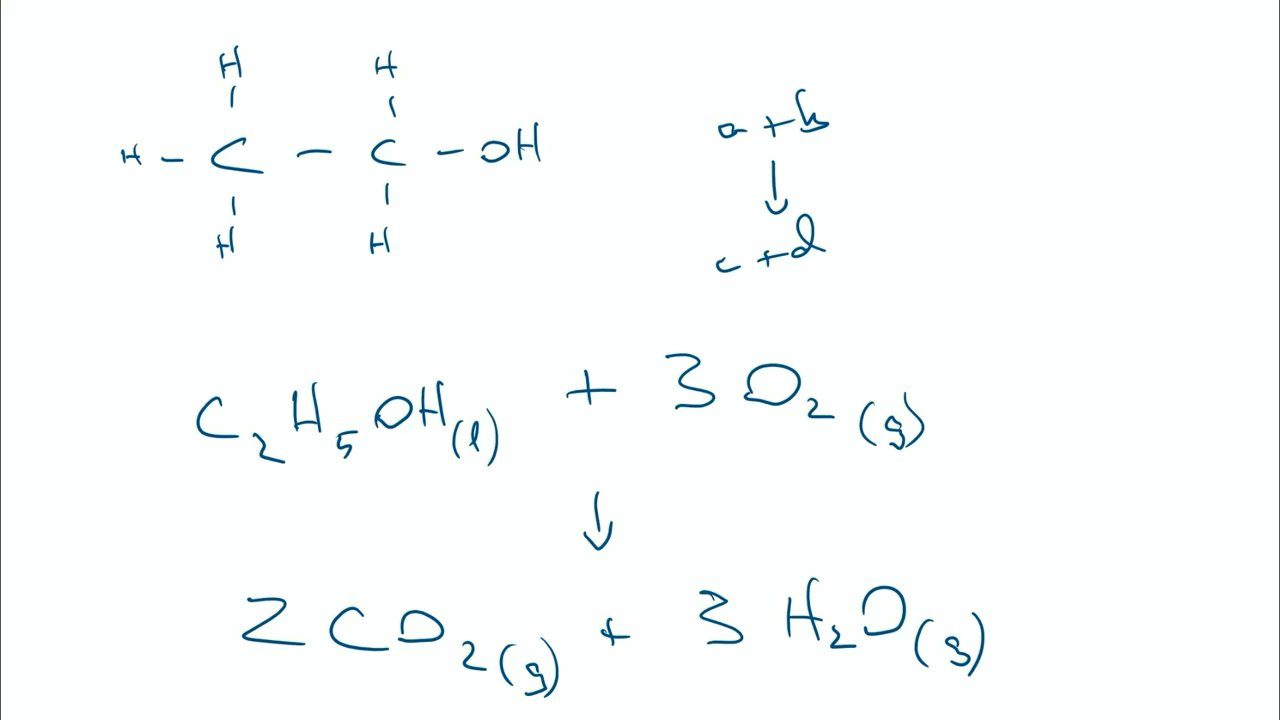 H H
H - C - C - OH
H H
a + b
↓
c + d
C₂H₅OH(l) + 3 O₂(g)
↓
2 CO₂(g) + 3 H₂O(g)